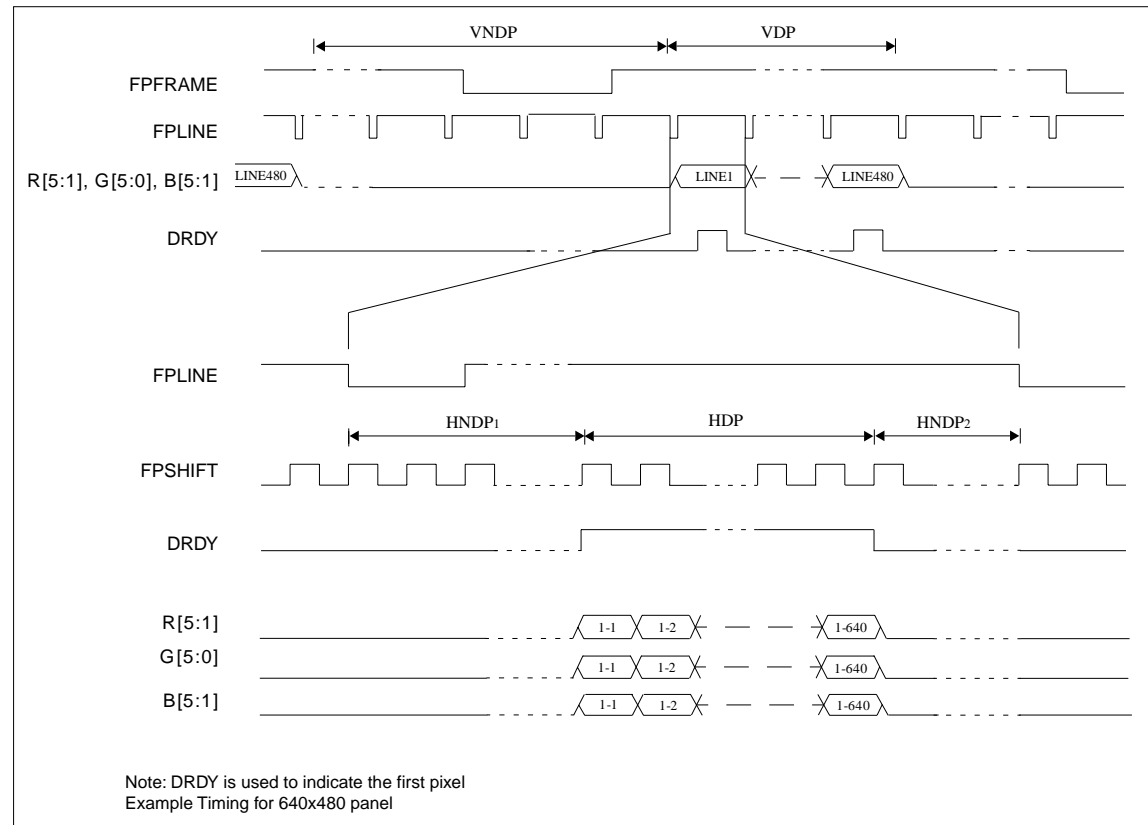 VNDP VDP
FPFRAME
FPLINE
R[5:1], G[5:0], B[5:1] LINE480 LINE1 LINE480
DRDY
FPLINE
HNDP1 HDP HNDP2
FPSHIFT
DRDY
R[5:1] 1-1 1-2 1-640
G[5:0] 1-1 1-2 1-640
B[5:1] 1-1 1-2 1-640
Note: DRDY is used to indicate the first pixel
Example Timing for 640x480 panel